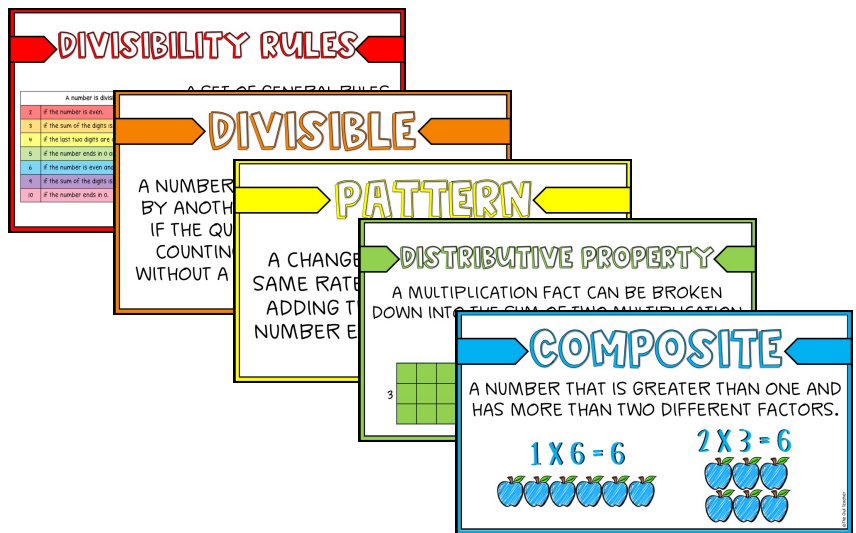 DIVISIBILITY RULES
A SET OF GENERAL RULES
A number is
2 if the number is even.
3 if the sum of the digits is
4 if the last two digits are
5 if the number ends in 0
6 if the number is even and
9 if the sum of the digits is
10 if the number ends in 0.
DIVISIBLE
A NUMBER
BY
IF THE
WITHOUT A
PATTERN
A CHANGE
SAME RATE
ADDING
NUMBER
DISTRIBUTIVE PROPERTY
A MULTIPLICATION FACT CAN BE BROKEN
DOWN INTO THE SUM OF TWO MULTIPLICATION
3
COMPOSITE
A NUMBER THAT IS GREATER THAN ONE AND
HAS MORE THAN TWO DIFFERENT FACTORS.
1 X 6 = 6
2 X 3 = 6
©The Owl Teacher